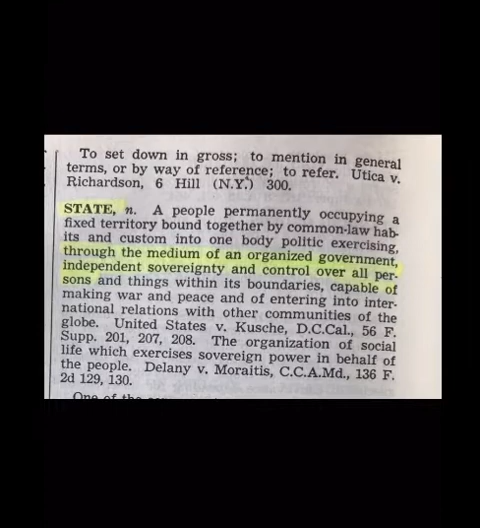 To set down in gross; to mention in general
terms, or by way of reference; to refer. Utica v.
Richardson, 6 Hill (N.Y.) 300.
STATE, n. A people permanently occupying a
fixed territory bound together by common-law hab-
its and custom into one body politic exercising,
through the medium of an organized government,
independent sovereignty and control over all per-
sons and things within its boundaries, capable of
making war and peace and of entering into inter-
national relations with other communities of the
globe. United States v. Kusche, D.C.Cal., 56 F.
Supp. 201, 207, 208. The organization of social
life which exercises sovereign power in behalf of
the people. Delany v. Moraitis, C.C.A.Md., 136 F.
2d 129, 130.
One of the